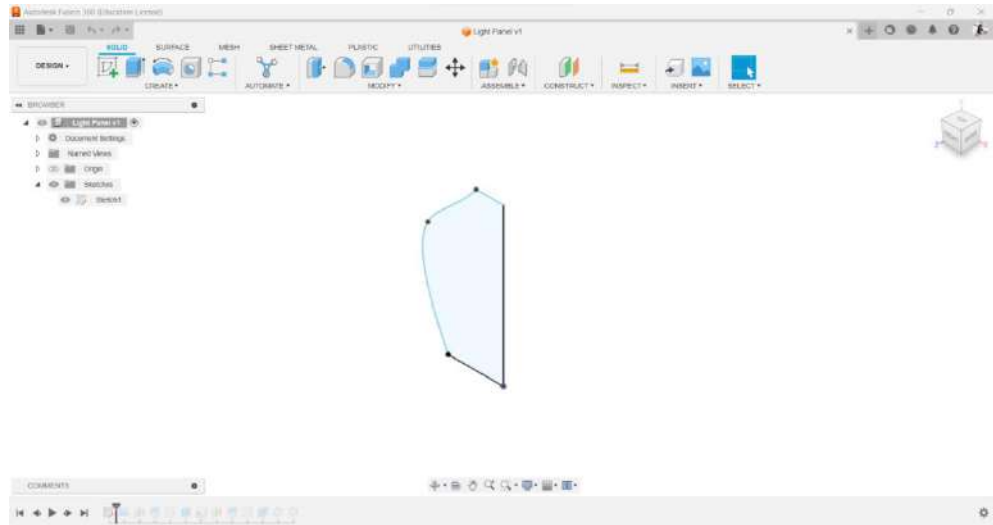 Autodesk Fusion 360 (Education License)
Light Panel v1
SOLID SURFACE MESH SHEET METAL PLASTIC UTILITIES
DESIGN
CREATE AUTOMATE MODIFY ASSEMBLE CONSTRUCT INSPECT INSERT SELECT
BROWSER
Light Panel v1
Document Settings
Named Views
Origin
Sketches
Sketch1
COMMENTS